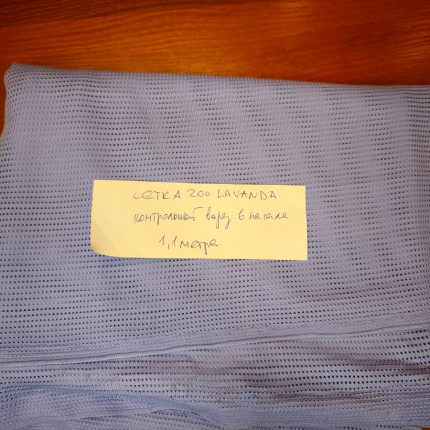 СЕТКА 200 LAVANDA
контрольный вырез в начале
1,1 метра